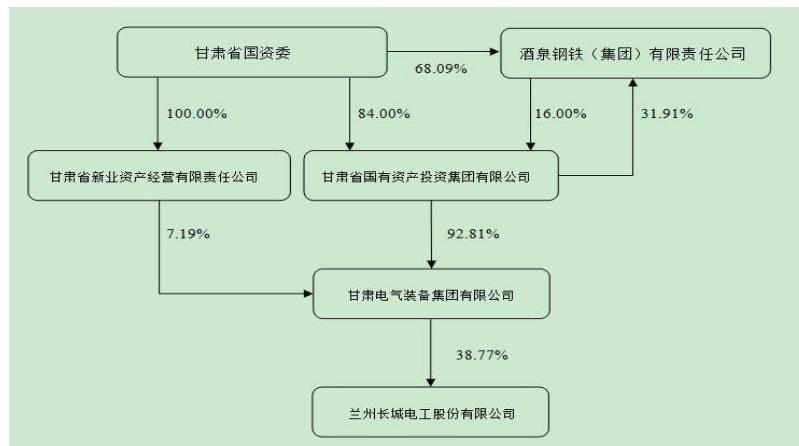 甘肃省国资委
酒泉钢铁（集团）有限责任公司
68.09%
100.00%
84.00%
16.00%
31.91%
甘肃省新业资产经营有限责任公司
甘肃省国有资产投资集团有限公司
7.19%
92.81%
甘肃电气装备集团有限公司
38.77%
兰州长城电工股份有限公司